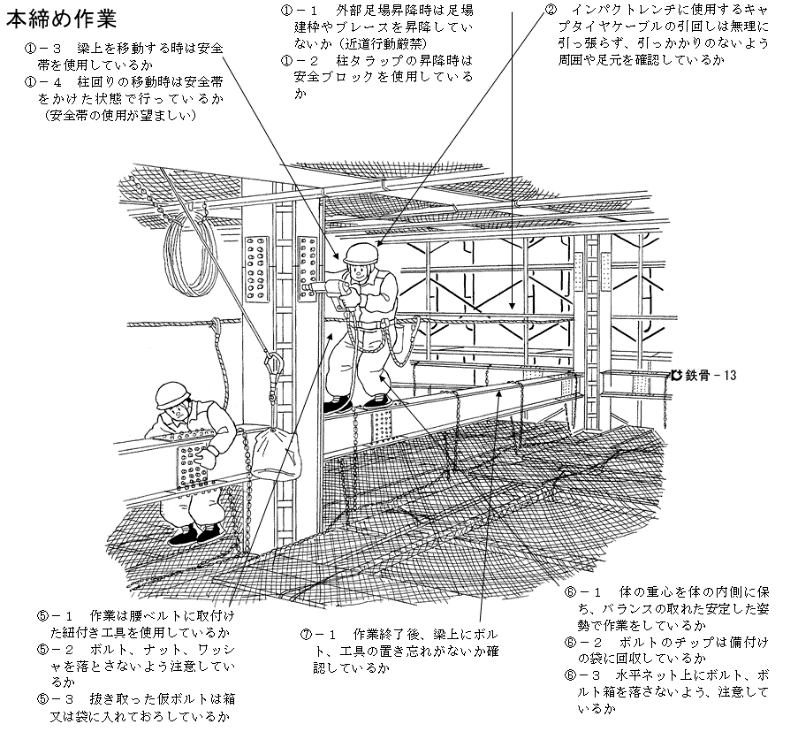 本締め作業
①－３　梁上を移動する時は安全
帯を使用しているか
①－４　柱回りの移動時は安全帯
をかけた状態で行っているか
（安全帯の使用が望ましい）
①－１　外部足場昇降時は足場
建枠やブレースを昇降してい
ないか（近道行動厳禁）
①－２　柱タラップの昇降時は
安全ブロックを使用している
か
②　インパクトレンチに使用するキャ
プタイヤケーブルの引回しは無理に
引っ張らず、引っかかりのないよう
周囲や足元を確認しているか
鉄骨－13
⑤－１　作業は腰ベルトに取付け
た紐付き工具を使用しているか
⑤－２　ボルト、ナット、ワッシ
ャを落とさないよう注意してい
るか
⑤－３　抜き取った仮ボルトは箱
又は袋に入れておろしているか
⑦－１　作業終了後、梁上にボル
ト、工具の置き忘れがないか確
認しているか
⑥－１　体の重心を体の内側に保
ち、バランスの取れた安定した姿
勢で作業をしているか
⑥－２　ボルトのチップは備付け
の袋に回収しているか
⑥－３　水平ネット上にボルト、ボ
ルト箱を落さないよう、注意して
いるか